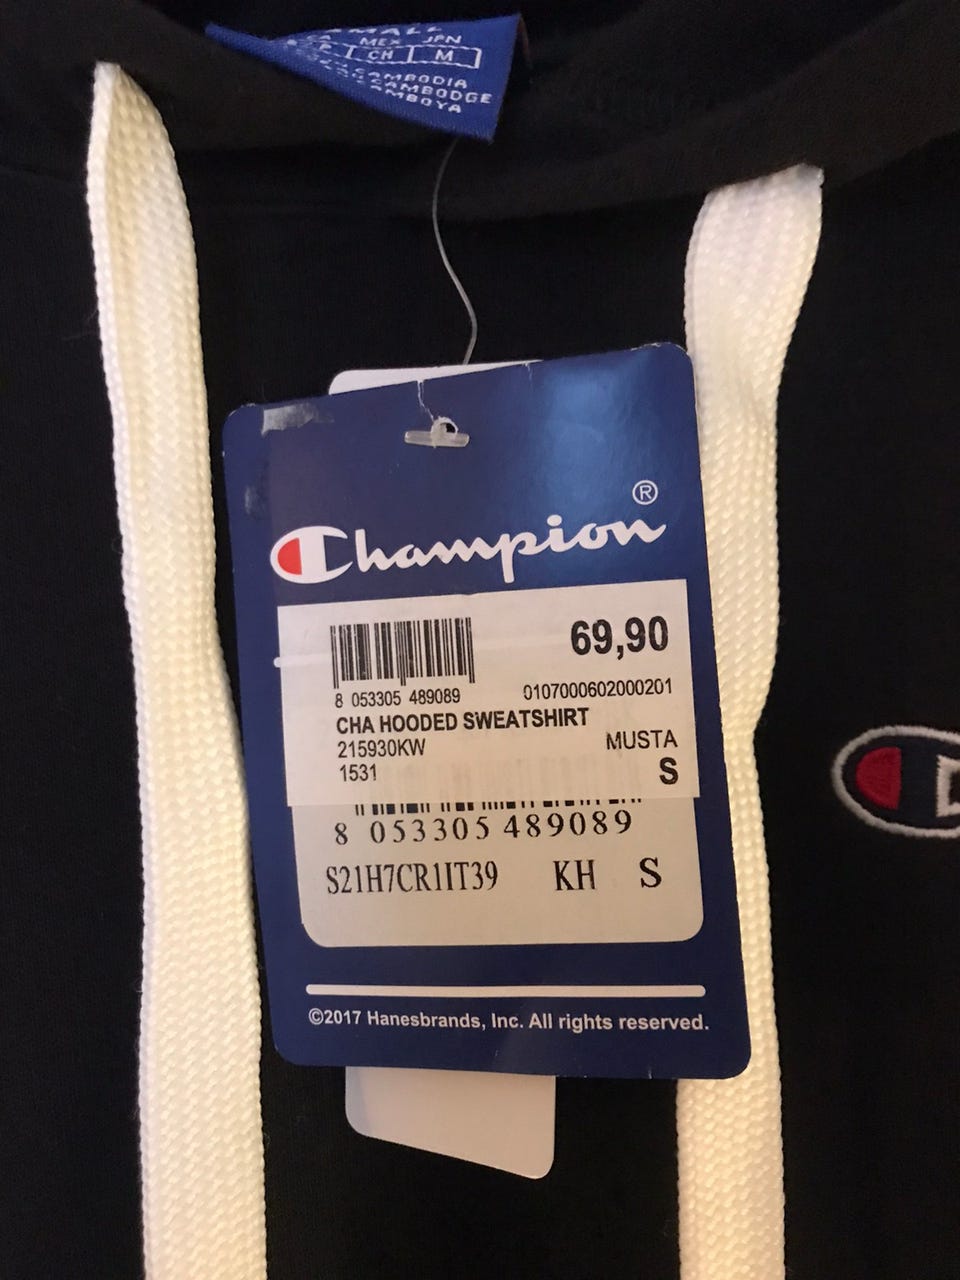 MALL
MEX JPN
CH M
CAMBODIA
CAMBODGE
CAMBOYA
Champion®
69,90
8 053305 489089
0107000602000201
CHA HOODED SWEATSHIRT
215930KW
MUSTA
1531
S
8 053305 489089
S21H7CR1IT39 KH S
©2017 Hanesbrands, Inc. All rights reserved.